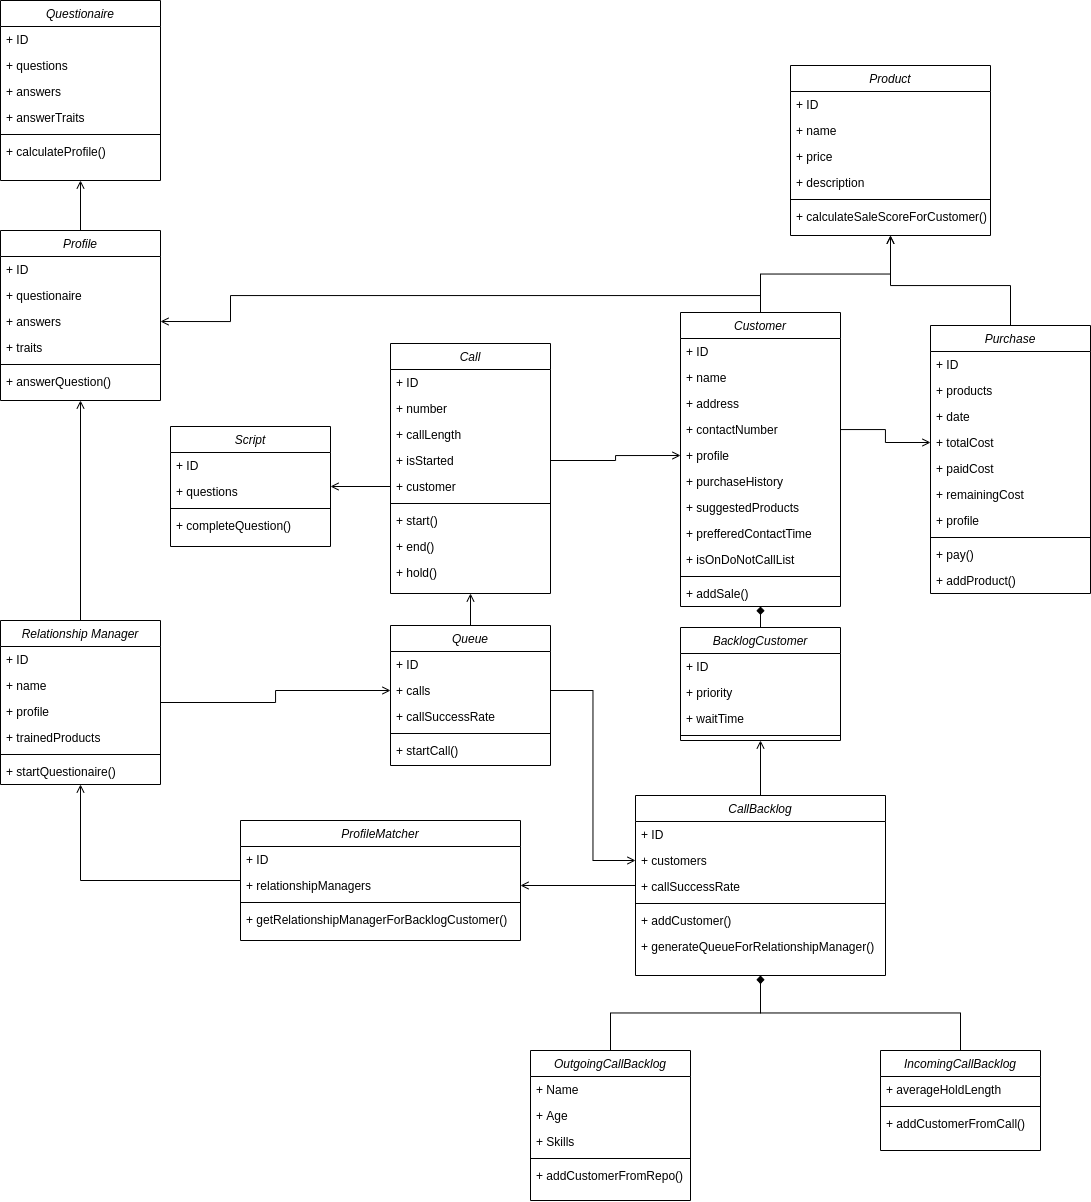 Questionaire
+ ID
+ questions
+ answers
+ answerTraits
+ calculateProfile()
Product
+ ID
+ name
+ price
+ description
+ calculateSaleScoreForCustomer()
Profile
+ ID
+ questionaire
+ answers
+ traits
+ answerQuestion()
Customer
+ ID
+ name
+ address
+ contactNumber
+ profile
+ purchaseHistory
+ suggestedProducts
+ prefferedContactTime
+ isOnDoNotCallList
+ addSale()
Purchase
+ ID
+ products
+ date
+ totalCost
+ paidCost
+ remainingCost
+ profile
+ pay()
+ addProduct()
Call
+ ID
+ number
+ callLength
+ isStarted
+ customer
+ start()
+ end()
+ hold()
Script
+ ID
+ questions
+ completeQuestion()
Relationship Manager
+ ID
+ name
+ profile
+ trainedProducts
+ startQuestionaire()
Queue
+ ID
+ calls
+ callSuccessRate
+ startCall()
BacklogCustomer
+ ID
+ priority
+ waitTime
CallBacklog
+ ID
+ customers
+ callSuccessRate
+ addCustomer()
+ generateQueueForRelationshipManager()
ProfileMatcher
+ ID
+ relationshipManagers
+ getRelationshipManagerForBacklogCustomer()
OutgoingCallBacklog
+ Name
+ Age
+ Skills
+ addCustomerFromRepo()
IncomingCallBacklog
+ averageHoldLength
+ addCustomerFromCall()